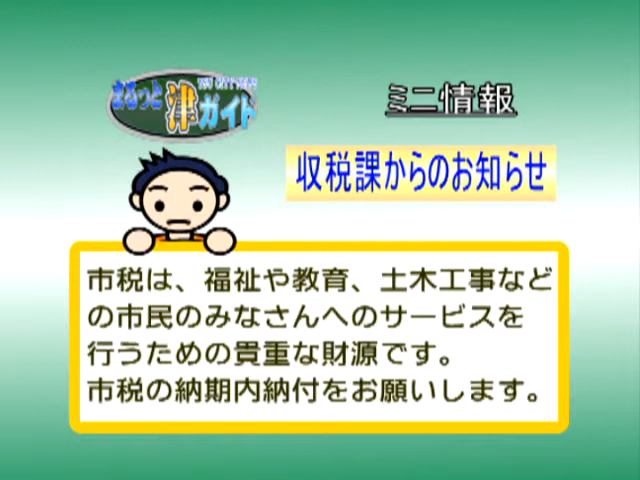 TSU CITY NEWS
まるっと津ガイド
ミニ情報
収税課からのお知らせ
市税は、福祉や教育、土木工事など
の市民のみなさんへのサービスを
行うための貴重な財源です。
市税の納期内納付をお願いします。